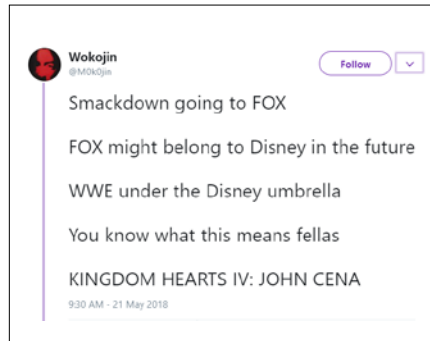 Wokojin
@M0k0jin
Follow
Smackdown going to FOX
FOX might belong to Disney in the future
WWE under the Disney umbrella
You know what this means fellas
KINGDOM HEARTS IV: JOHN CENA
9:30 AM - 21 May 2018